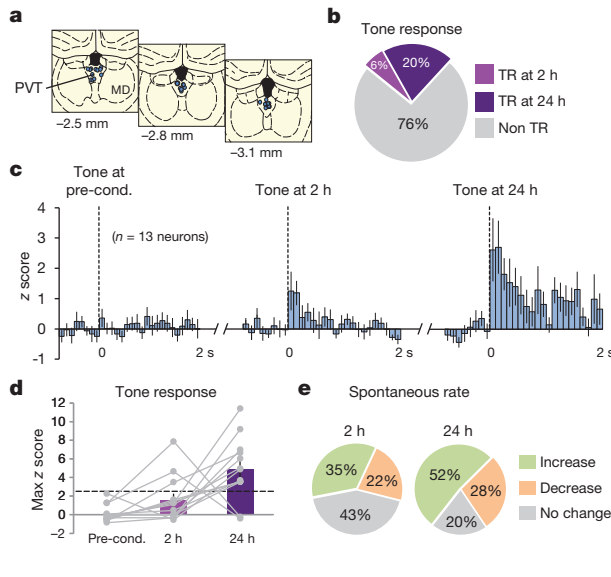 a
PVT
MD
−2.5 mm
−2.8 mm
−3.1 mm
b
Tone response
6%
20%
76%
TR at 2 h
TR at 24 h
Non TR
c
Tone at
pre-cond.
Tone at 2 h
Tone at 24 h
(n = 13 neurons)
z score
4
3
2
1
0
-1
0
2 s
0
2 s
0
2 s
d
Tone response
Max z score
12
10
8
6
4
2
0
−2
Pre-cond.
2 h
24 h
e
Spontaneous rate
2 h
24 h
35%
22%
43%
52%
28%
20%
Increase
Decrease
No change